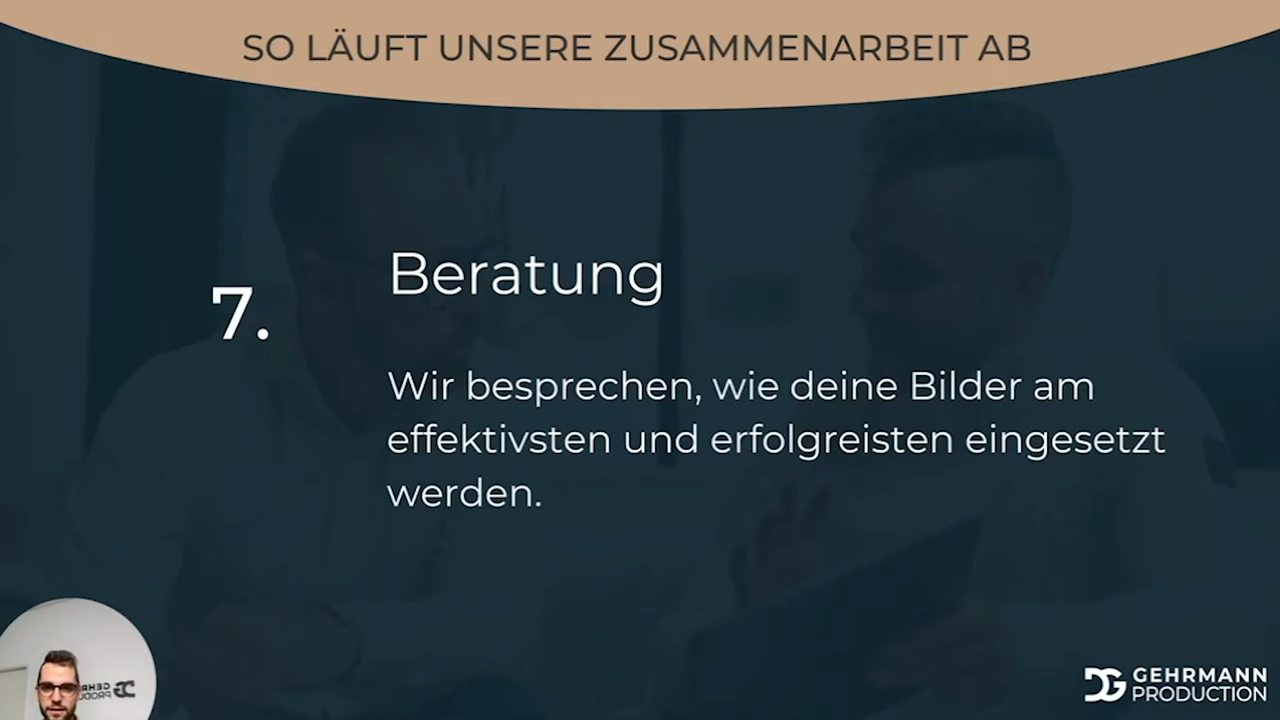 SO LÄUFT UNSERE ZUSAMMENARBEIT AB
7.
Beratung
Wir besprechen, wie deine Bilder am
effektivsten und erfolgreisten eingesetzt
werden.
GEHRMANN
PRODUCTION